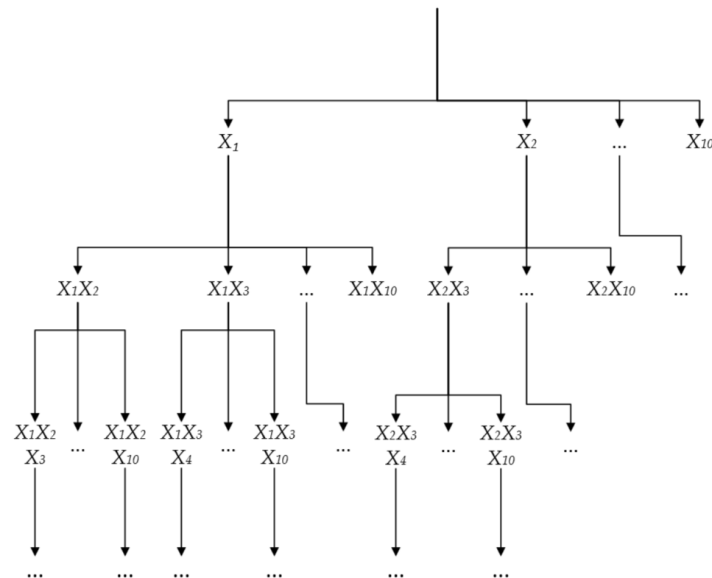 X₁ X₂ ... X₁₀
X₁X₂ X₁X₃ ... X₁X₁₀ X₂X₃ ... X₂X₁₀ ...
X₁X₂ ... X₁X₂ X₁X₃ ... X₁X₃ ... X₂X₃ ... X₂X₃ ...
X₃ X₁₀ X₄ X₁₀ X₄ X₁₀
... ... ... ... ... ...